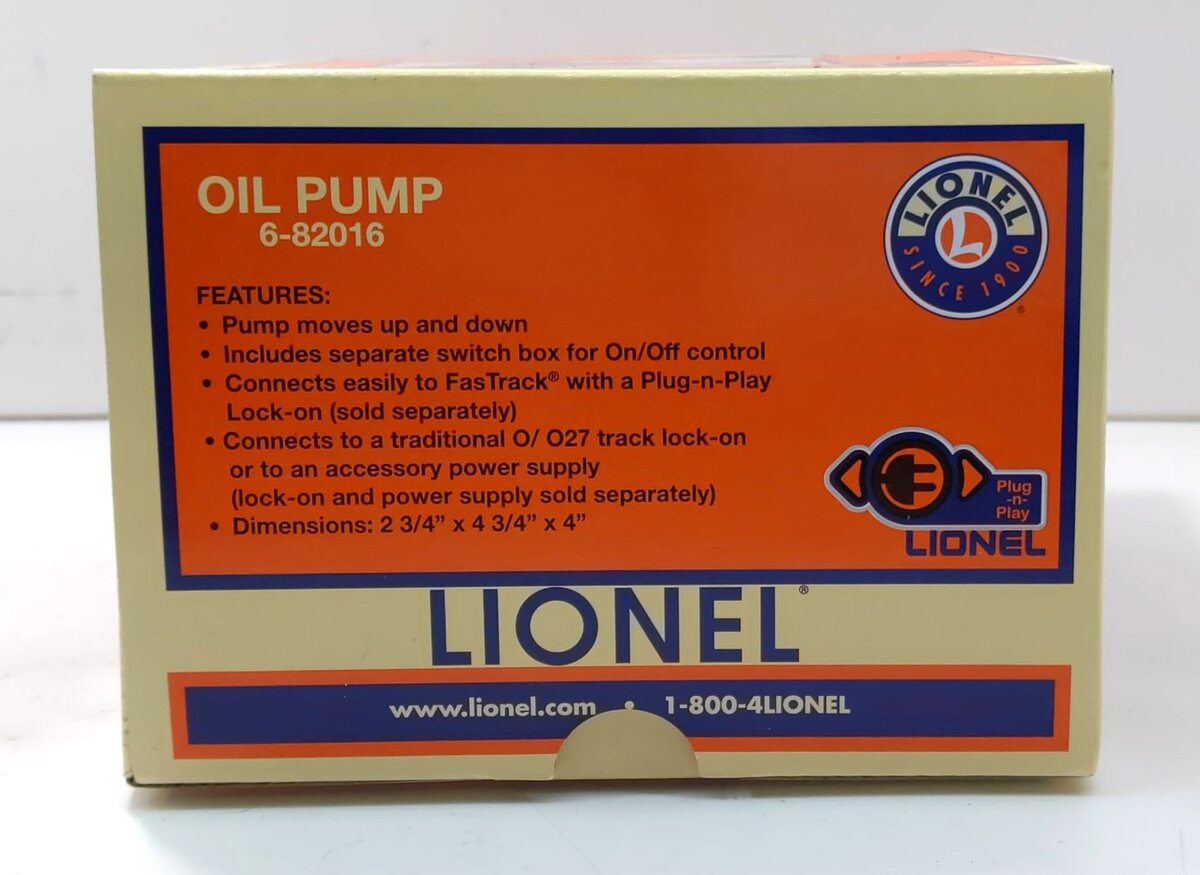 OIL PUMP
6-82016
LIONEL
L
SINCE 1900
®
FEATURES:
• Pump moves up and down
• Includes separate switch box for On/Off control
• Connects easily to FasTrack® with a Plug-n-Play
Lock-on (sold separately)
• Connects to a traditional O/ O27 track lock-on
or to an accessory power supply
(lock-on and power supply sold separately)
• Dimensions: 2 3/4” x 4 3/4” x 4”
Plug
-n-
Play
LIONEL
LIONEL®
www.lionel.com • 1-800-4LIONEL